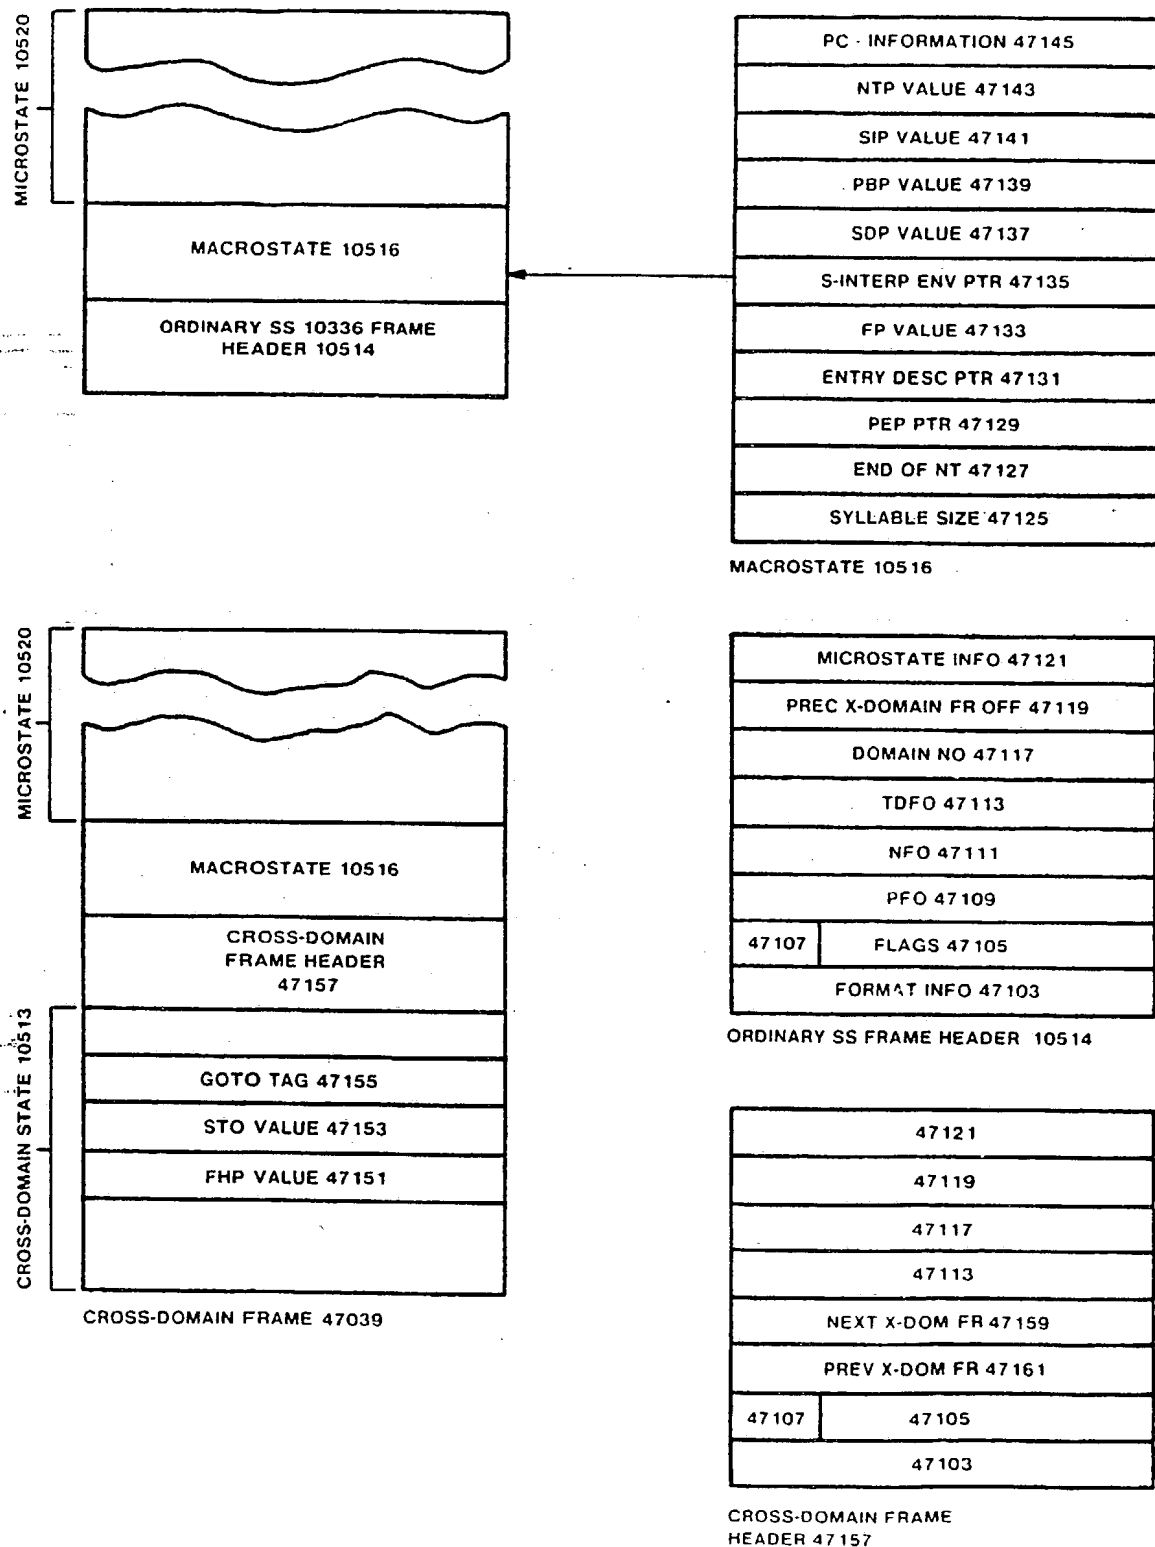 MICROSTATE 10520
MACROSTATE 10516
ORDINARY SS 10336 FRAME
HEADER 10514
PC - INFORMATION 47145
NTP VALUE 47143
SIP VALUE 47141
PBP VALUE 47139
SDP VALUE 47137
S-INTERP ENV PTR 47135
FP VALUE 47133
ENTRY DESC PTR 47131
PEP PTR 47129
END OF NT 47127
SYLLABLE SIZE 47125
MACROSTATE 10516
MICROSTATE 10520
MACROSTATE 10516
CROSS-DOMAIN
FRAME HEADER
47157
CROSS-DOMAIN STATE 10513
GOTO TAG 47155
STO VALUE 47153
FHP VALUE 47151
CROSS-DOMAIN FRAME 47039
MICROSTATE INFO 47121
PREC X-DOMAIN FR OFF 47119
DOMAIN NO 47117
TDFO 47113
NFO 47111
PFO 47109
47107 FLAGS 47105
FORMAT INFO 47103
ORDINARY SS FRAME HEADER 10514
47121
47119
47117
47113
NEXT X-DOM FR 47159
PREV X-DOM FR 47161
47107 47105
47103
CROSS-DOMAIN FRAME
HEADER 47157